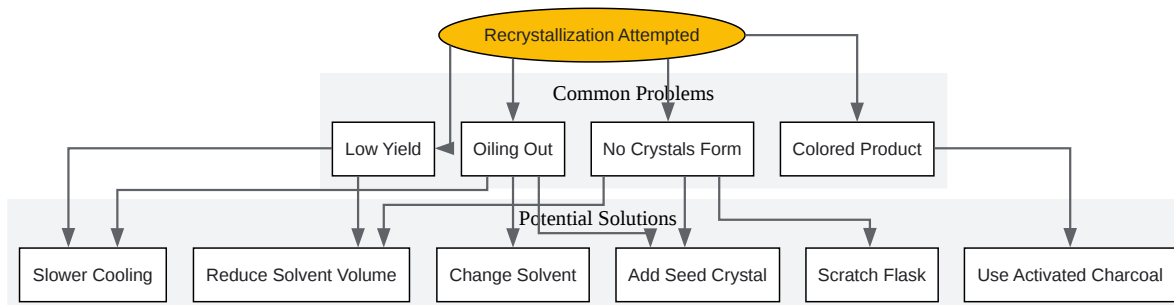 Recrystallization Attempted
Common Problems
Low Yield
Oiling Out
No Crystals Form
Colored Product
Potential Solutions
Slower Cooling
Reduce Solvent Volume
Change Solvent
Add Seed Crystal
Scratch Flask
Use Activated Charcoal